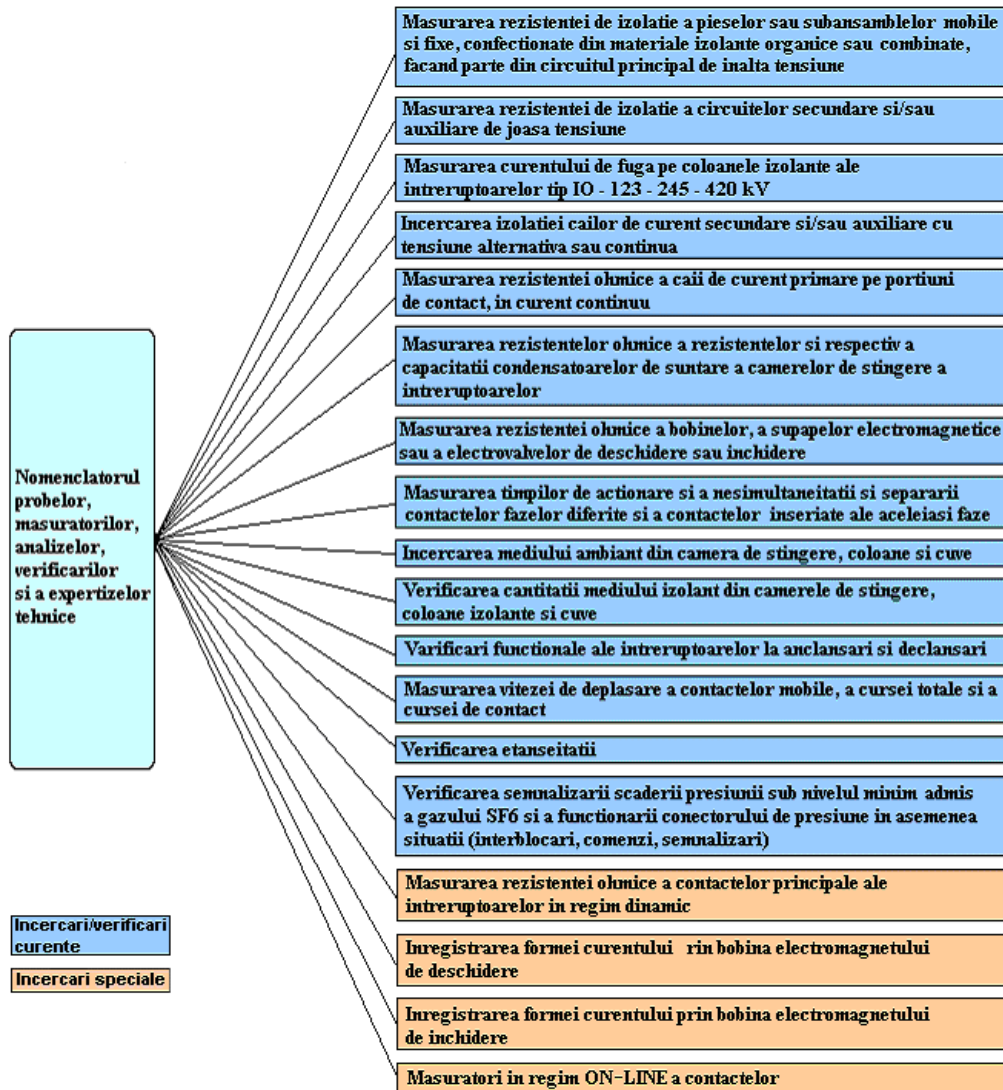 Masurarea rezistentei de izolatie a pieselor sau subansamblelor mobile
si fixe, confectionate din materiale izolante organice sau combinate,
facand parte din circuitul principal de inalta tensiune
Masurarea rezistentei de izolatie a circuitelor secundare si/sau
auxiliare de joasa tensiune
Masurarea curentului de fuga pe coloanele izolante ale
intreruptoarelor tip IO - 123 - 245 - 420 kV
Incercarea izolatiei cailor de curent secundare si/sau auxiliare cu
tensiune alternativa sau continua
Masurarea rezistentei ohmice a caii de curent primare pe portiuni
de contact, in curent continuu
Masurarea rezistentelor ohmice a rezistentelor si respectiv a
capacitatii condensatoarelor de suntare a camerelor de stingere a
intreruptoarelor
Masurarea rezistentei ohmice a bobinelor, a supapelor electromagnetice
sau a electrovalvelor de deschidere sau inchidere
Masurarea timpilor de actionare si a nesimultaneitatii si separarii
contactelor fazelor diferite si a contactelor inseriate ale aceleiasi faze
Incercarea mediului ambiant din camera de stingere, coloane si cuve
Verificarea cantitatii mediului izolant din camerele de stingere,
coloane izolante si cuve
Varificari functionale ale intreruptoarelor la anclansari si declansari
Masurarea vitezei de deplasare a contactelor mobile, a cursei totale si a
cursei de contact
Verificarea etanseitatii
Verificarea semnalizarii scaderii presiunii sub nivelul minim admis
a gazului SF6 si a functionarii conectorului de presiune in asemenea
situatii (interblocari, comenzi, semnalizari)
Masurarea rezistentei ohmice a contactelor principale ale
intreruptoarelor in regim dinamic
Inregistrarea formei curentului rin bobina electromagnetului
de deschidere
Inregistrarea formei curentului prin bobina electromagnetului
de inchidere
Masuratori in regim ON-LINE a contactelor
Nomenclatorul
probelor,
masuratorilor,
analizelor,
verificarilor
si a expertizelor
tehnice
Incercari/verificari
curente
Incercari speciale